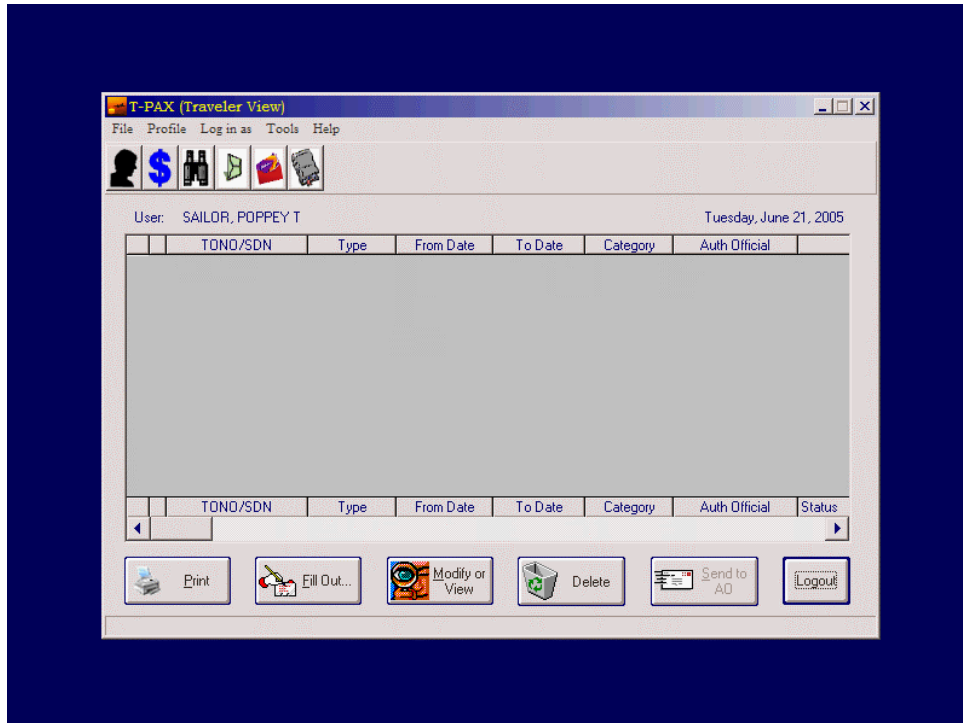 T-PAX (Traveler View)
File Profile Log in as Tools Help
User: SAILOR, POPPEY T Tuesday, June 21, 2005
TONO/SDN Type From Date To Date Category Auth Official
TONO/SDN Type From Date To Date Category Auth Official Status
Print Fill Out... Modify or View Delete Send to AO Logout